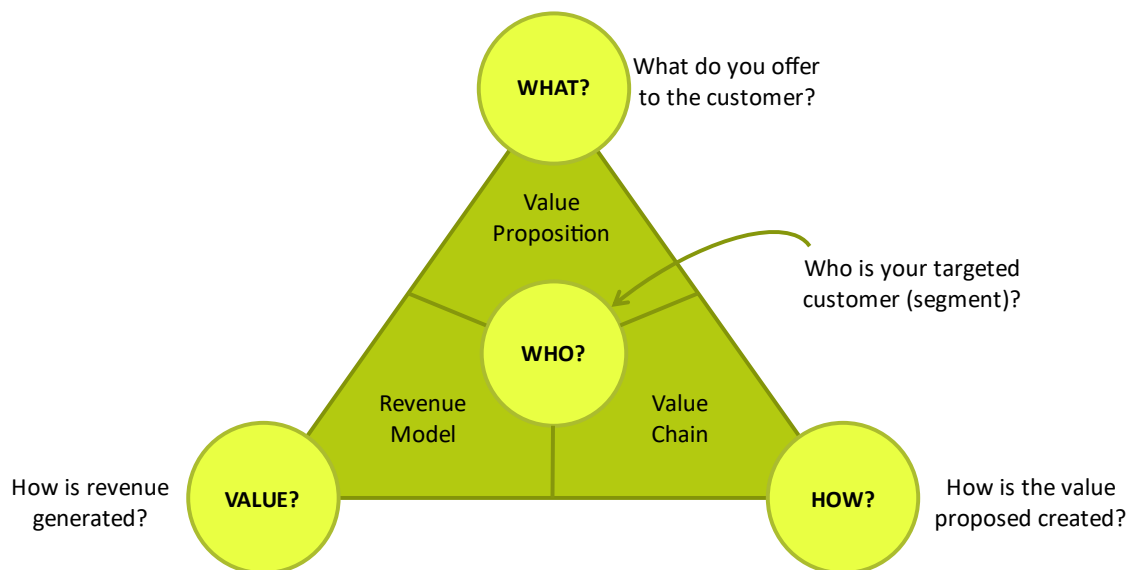 WHAT?
What do you offer
to the customer?
Value
Proposition
Who is your targeted
customer (segment)?
WHO?
Revenue
Model
Value
Chain
How is revenue
generated?
VALUE?
HOW?
How is the value
proposed created?